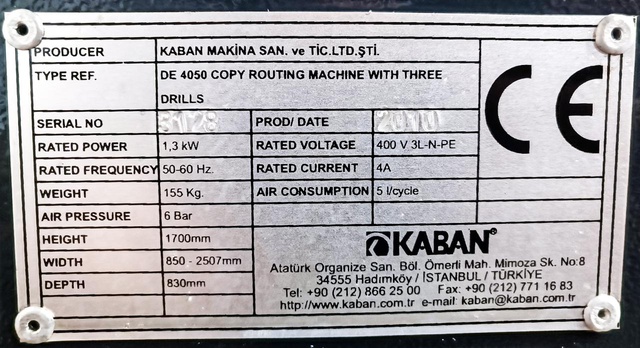 PRODUCER KABAN MAKİNA SAN. ve TİC.LTD.ŞTİ.
TYPE REF. DE 4050 COPY ROUTING MACHINE WITH THREE
DRILLS
SERIAL NO PROD/ DATE 2010
RATED POWER 1,3 kW RATED VOLTAGE 400 V 3L-N-PE
RATED FREQUENCY 50-60 Hz. RATED CURRENT 4A
WEIGHT 155 Kg. AIR CONSUMPTION 5 l/cycle
AIR PRESSURE 6 Bar
HEIGHT 1700mm
WIDTH 850 - 2507mm
DEPTH 830mm
CE
KABAN®
Atatürk Organize San. Böl. Ömerli Mah. Mimoza Sk. No:8
34555 Hadımköy / İSTANBUL / TÜRKİYE
Tel: +90 (212) 866 25 00 Fax: +90 (212) 771 16 83
http://www.kaban.com.tr e-mail: kaban@kaban.com.tr